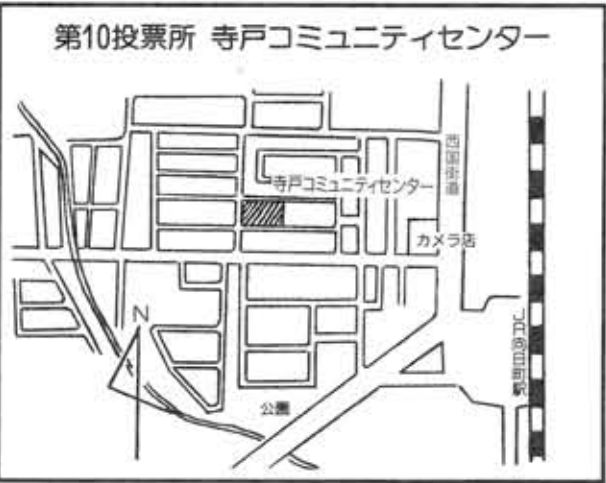 第10投票所 寺戸コミュニティセンター
西国街道
寺戸コミュニティセンター
カメラ店
N
JR向日町駅
公園